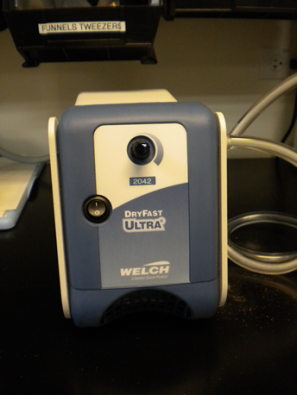 FUNNELS TWEEZERS
2042
DRYFAST
ULTRA
WELCH